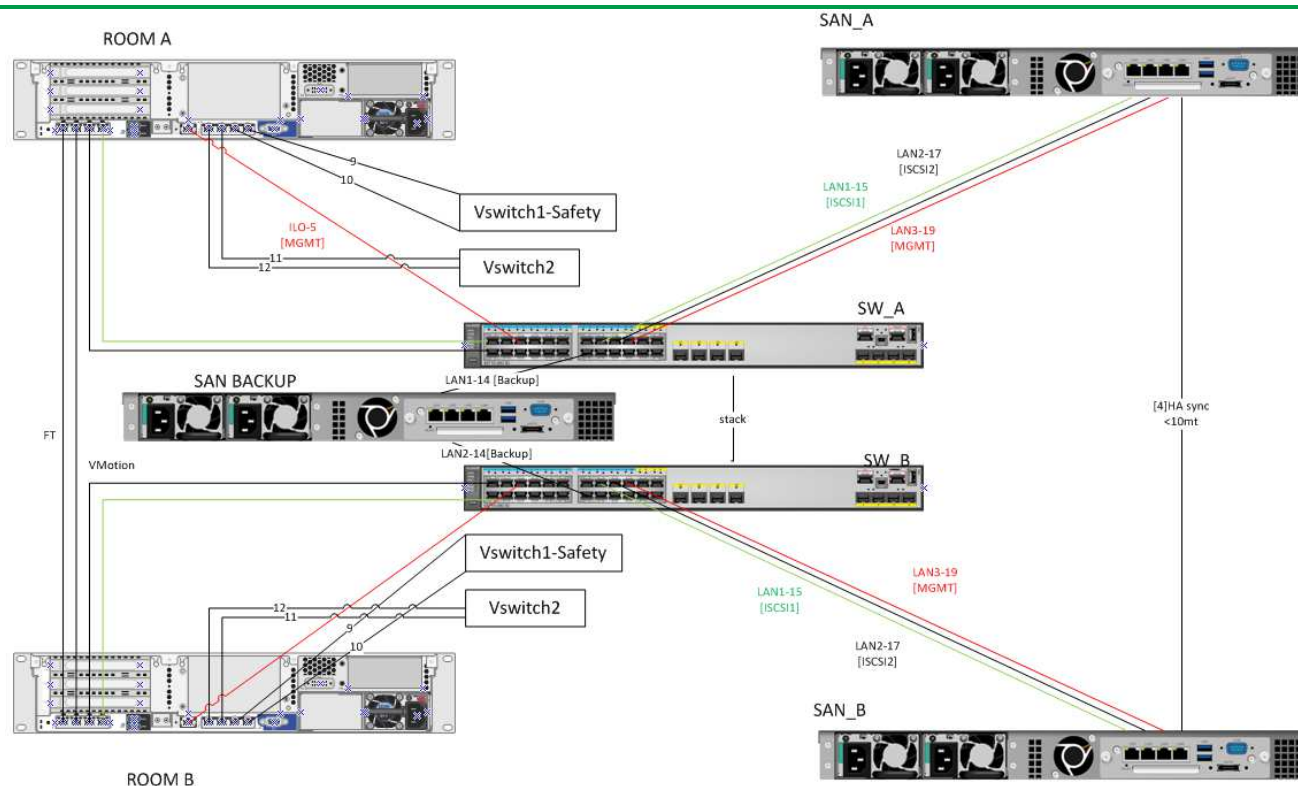 SAN_A
ROOM A
LAN2-17
[ISCSI2]
LAN1-15
[ISCSI1]
LAN3-19
[MGMT]
9
10
Vswitch1-Safety
ILO-5
[MGMT]
11
12
Vswitch2
SW_A
LAN1-14 [Backup]
SAN BACKUP
[4]HA sync
<10mt
stack
FT
LAN2-14[Backup]
VMotion
SW_B
Vswitch1-Safety
LAN3-19
[MGMT]
LAN1-15
[ISCSI1]
12
11
Vswitch2
9
10
LAN2-17
[ISCSI2]
SAN_B
ROOM B